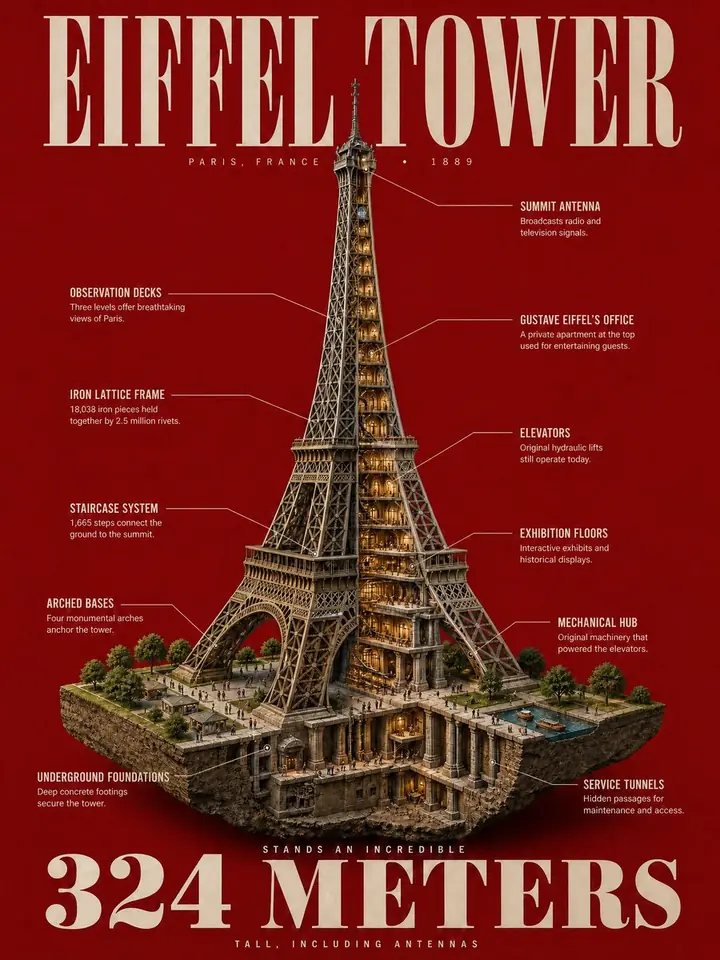 EIFFEL TOWER
PARIS, FRANCE • 1889
SUMMIT ANTENNA
Broadcasts radio and
television signals.
OBSERVATION DECKS
Three levels offer breathtaking
views of Paris.
GUSTAVE EIFFEL'S OFFICE
A private apartment at the top
used for entertaining guests.
IRON LATTICE FRAME
18,038 iron pieces held
together by 2.5 million rivets.
ELEVATORS
Original hydraulic lifts
still operate today.
STAIRCASE SYSTEM
1,665 steps connect the
ground to the summit.
EXHIBITION FLOORS
Interactive exhibits and
historical displays.
ARCHED BASES
Four monumental arches
anchor the tower.
MECHANICAL HUB
Original machinery that
powered the elevators.
UNDERGROUND FOUNDATIONS
Deep concrete footings
secure the tower.
SERVICE TUNNELS
Hidden passages for
maintenance and access.
STANDS AN INCREDIBLE
324 METERS
TALL, INCLUDING ANTENNAS